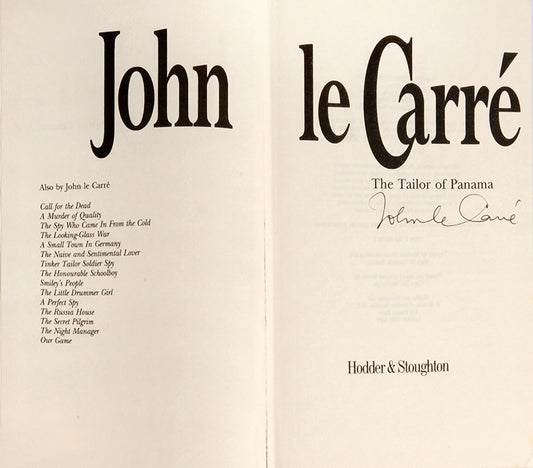 John le Carré
Also by John le Carré
Call for the Dead
A Murder of Quality
The Spy Who Came In From the Cold
The Looking-Glass War
A Small Town In Germany
The Naive and Sentimental Lover
Tinker Tailor Soldier Spy
The Honourable Schoolboy
Smiley's People
The Little Drummer Girl
A Perfect Spy
The Russia House
The Secret Pilgrim
The Night Manager
Our Game
The Tailor of Panama
John le Carré
Hodder & Stoughton